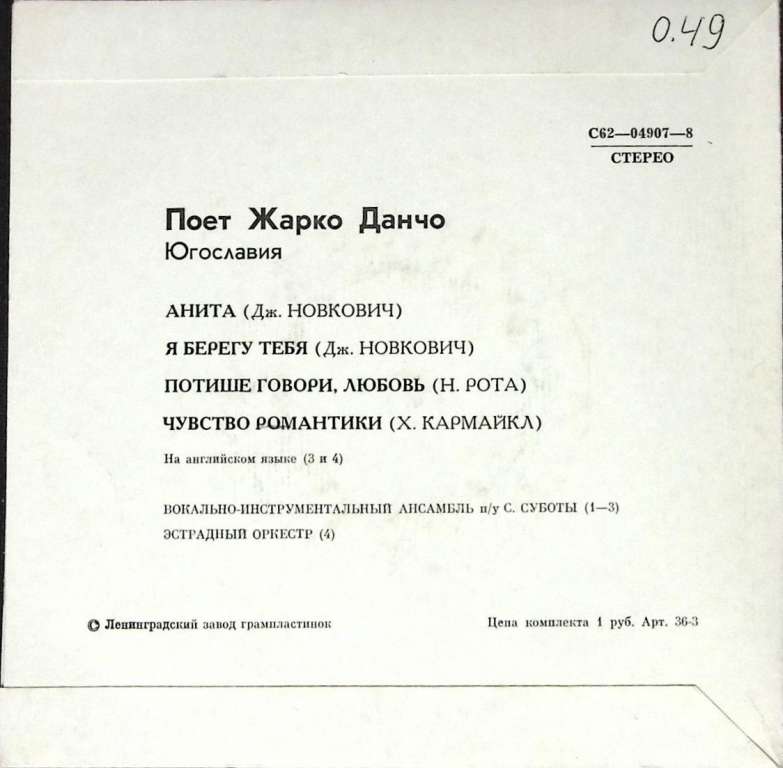 0.49
С62—04907—8
СТЕРЕО
Поет Жарко Данчо
Югославия
АНИТА (Дж. НОВКОВИЧ)
Я БЕРЕГУ ТЕБЯ (Дж. НОВКОВИЧ)
ПОТИШЕ ГОВОРИ, ЛЮБОВЬ (Н. РОТА)
ЧУВСТВО РОМАНТИКИ (Х. КАРМАЙКЛ)
На английском языке (3 и 4)
ВОКАЛЬНО-ИНСТРУМЕНТАЛЬНЫЙ АНСАМБЛЬ п/у С. СУБОТЫ (1—3)
ЭСТРАДНЫЙ ОРКЕСТР (4)
© Ленинградский завод грампластинок
Цена комплекта 1 руб. Арт. 36-3